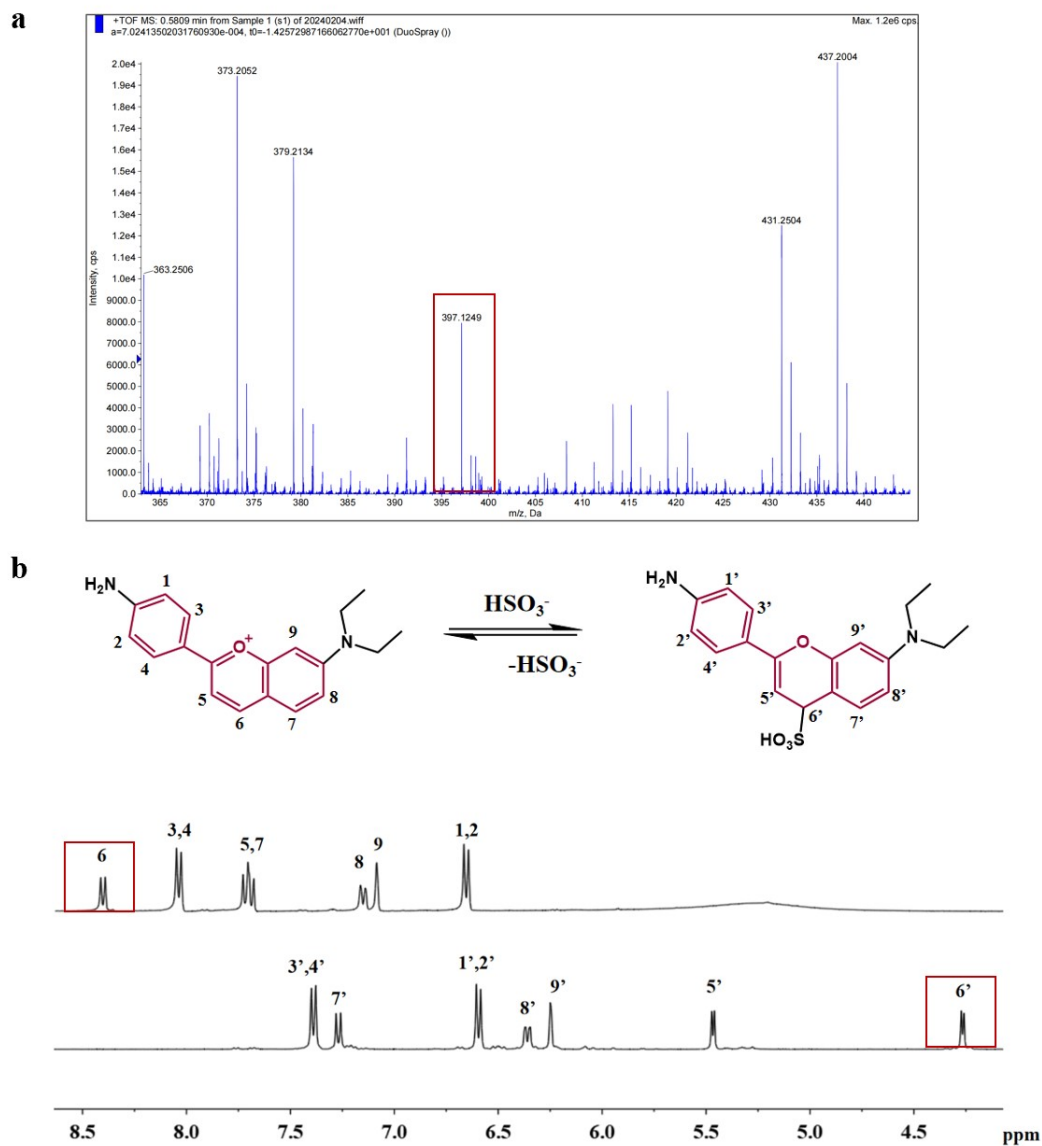 a
+TOF MS: 0.5809 min from Sample 1 (s1) of 20240204.wiff
Max. 1.2e6 cps.
a=7.02413502031760930e-004, t0=-1.42572987166062770e+001 (DuoSpray ())
2.0e4
1.9e4
1.8e4
1.7e4
1.6e4
1.5e4
1.4e4
1.3e4
1.2e4
1.1e4
1.0e4
9000.0
8000.0
7000.0
6000.0
5000.0
4000.0
3000.0
2000.0
1000.0
0.0
Intensity, cps
363.2506
373.2052
379.2134
397.1249
431.2504
437.2004
365 370 375 380 385 390 395 400 405 410 415 420 425 430 435 440
m/z, Da
b
H₂N
1
3
2
4
O
+
9
N
5
6
7
8
HSO₃⁻
-HSO₃⁻
H₂N
1'
3'
2'
4'
O
9'
N
5'
6'
7'
8'
HO₃S
6
3,4
5,7
8
9
1,2
3',4'
7'
1',2'
8'
9'
5'
6'
8.5 8.0 7.5 7.0 6.5 6.0 5.5 5.0 4.5 ppm